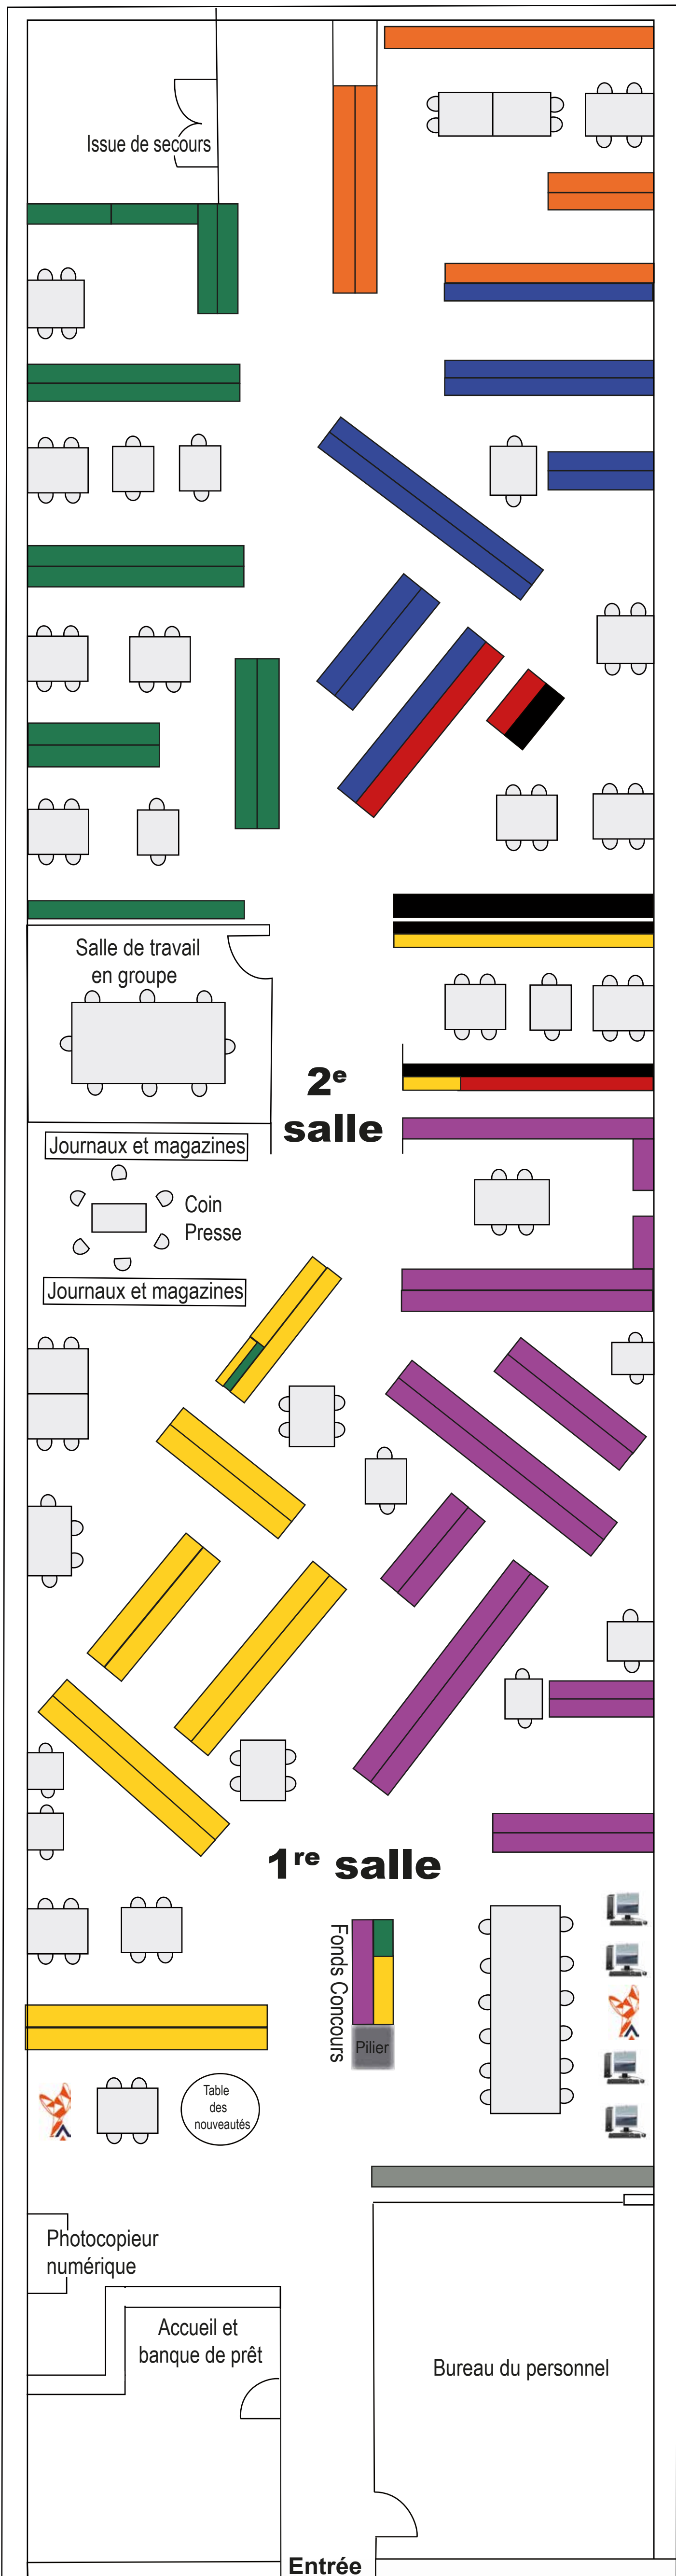 Issue de secours
Salle de travail
en groupe
2e
salle
Journaux et magazines
Coin
Presse
Journaux et magazines
1re salle
Fonds Concours
Pilier
Table
des
nouveautés
Photocopieur
numérique
Accueil et
banque de prêt
Bureau du personnel
Entrée